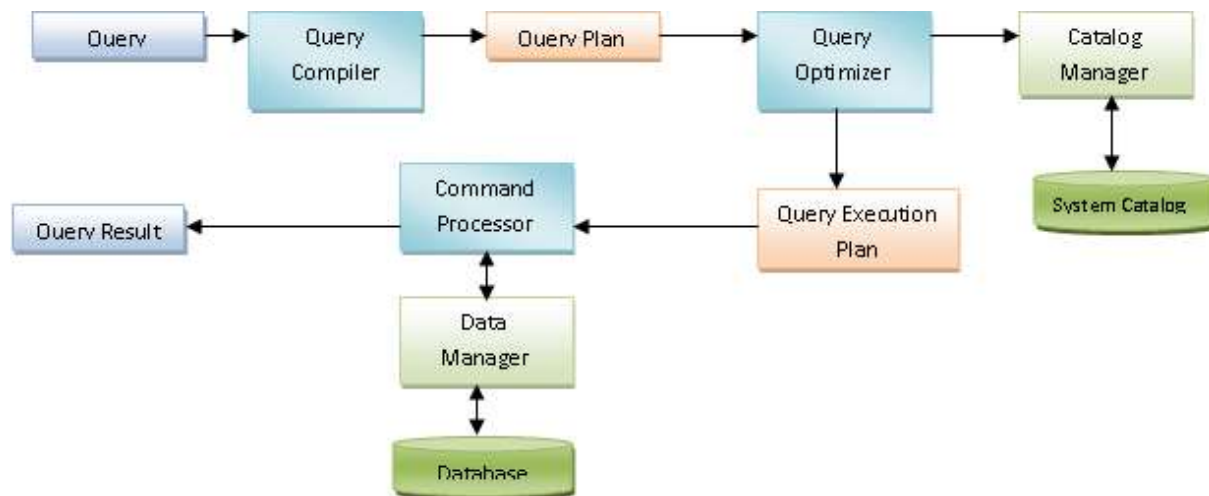 Query
Query
Compiler
Query Plan
Query
Optimizer
Catalog
Manager
Command
Processor
Query Result
Query Execution
Plan
System Catalog
Data
Manager
Database